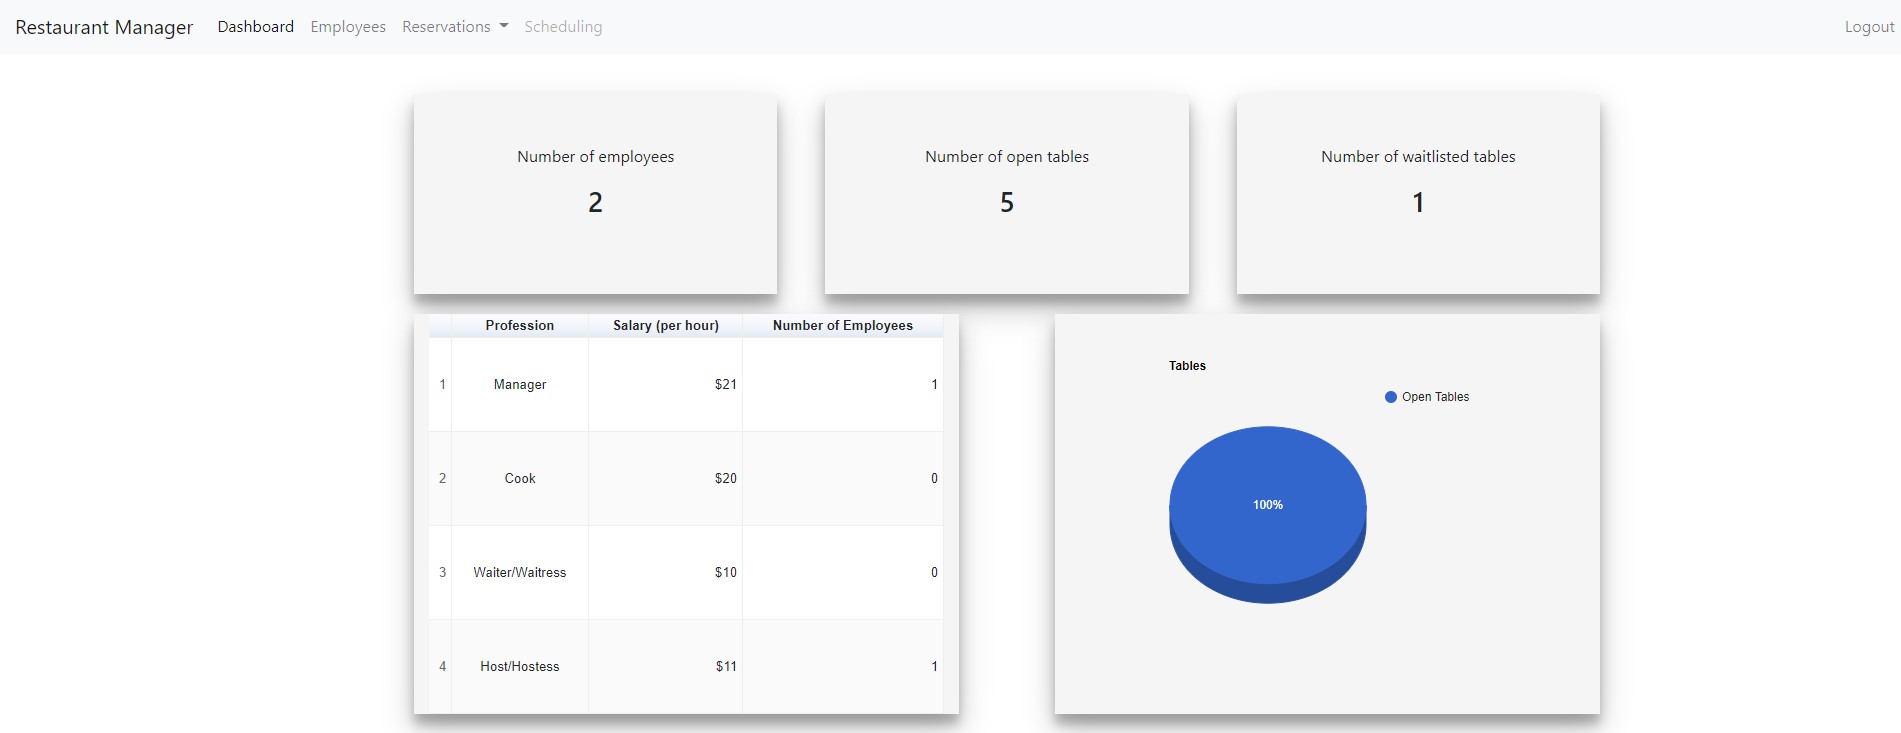 Restaurant Manager Dashboard Employees Reservations Scheduling Logout
Number of employees
2
Number of open tables
5
Number of waitlisted tables
1
Profession Salary (per hour) Number of Employees
1 Manager $21 1
2 Cook $20 0
3 Waiter/Waitress $10 0
4 Host/Hostess $11 1
Tables
Open Tables
100%